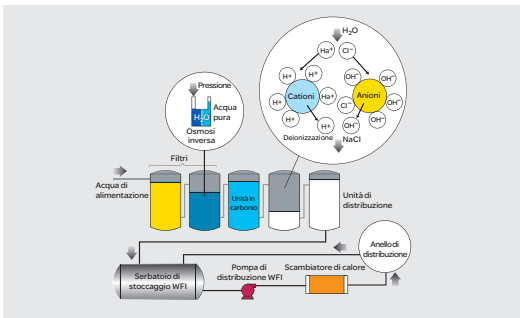 H₂O
Ha⁺
Cl⁻
H⁺
H⁺
OH⁻
OH⁻
Cationi
Ha⁺
Cl⁻
Anioni
H⁺
OH⁻
H⁺
H⁺
OH⁻
OH⁻
Deionizzazione
NaCl
Pressione
H₂O
Acqua
pura
Osmosi
inversa
Filtri
Acqua di
alimentazione
Unità in
carbonio
Unità di
distribuzione
Anello di
distribuzione
Serbatoio di
stoccaggio WFI
Pompa di
distribuzione WFI
Scambiatore di calore